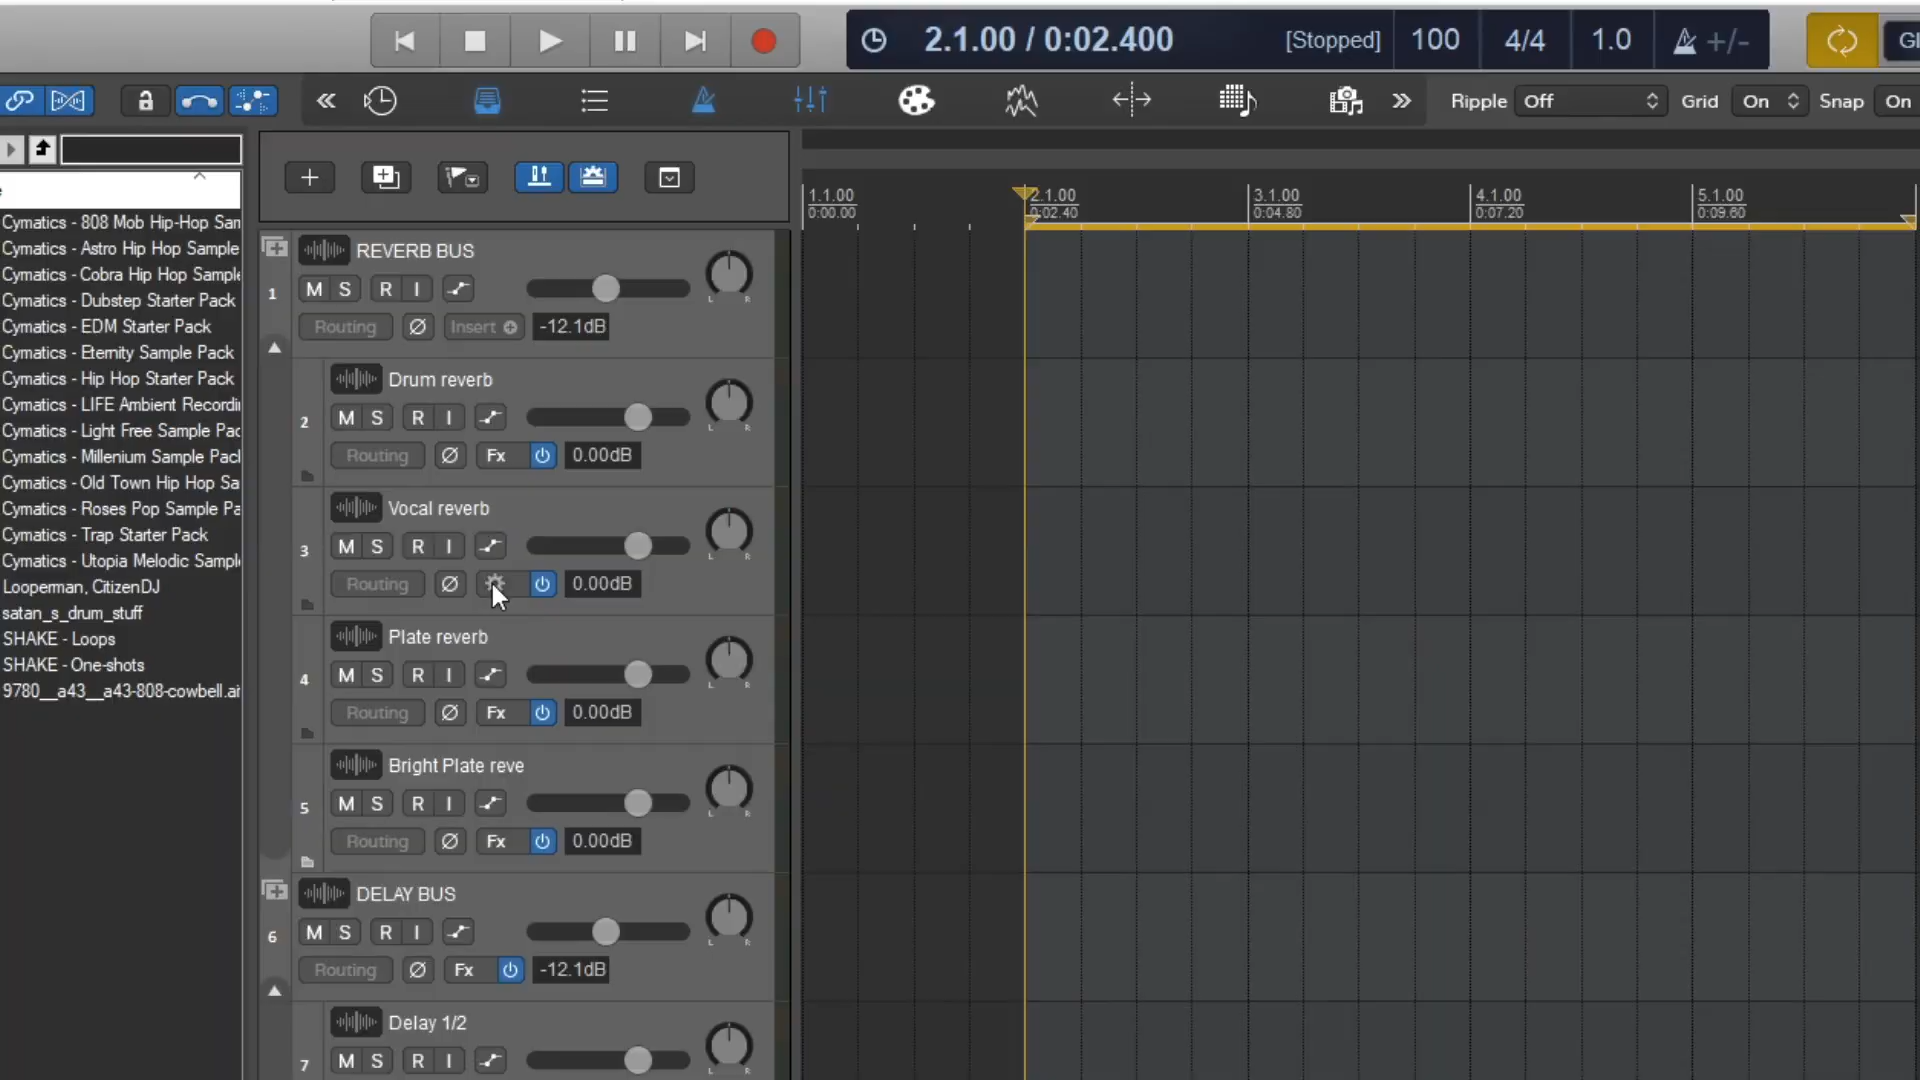 2.1.00 / 0:02.400 [Stopped] 100 4/4 1.0 +/-
Ripple Off Grid On Snap On
Cymatics - 808 Mob Hip-Hop Sam
Cymatics - Astro Hip Hop Sample
Cymatics - Cobra Hip Hop Sample
Cymatics - Dubstep Starter Pack
Cymatics - EDM Starter Pack
Cymatics - Eternity Sample Pack
Cymatics - Hip Hop Starter Pack
Cymatics - LIFE Ambient Recordi
Cymatics - Light Free Sample Pac
Cymatics - Millenium Sample Pack
Cymatics - Old Town Hip Hop Sa
Cymatics - Roses Pop Sample Pa
Cymatics - Trap Starter Pack
Cymatics - Utopia Melodic Sampl
Looperman, CitizenDJ
satan_s_drum_stuff
SHAKE - Loops
SHAKE - One-shots
9780__a43__a43-808-cowbell.ai
1.1.00 2.1.00 3.1.00 4.1.00 5.1.00
0:00.00 0:02.40 0:04.80 0:07.20 0:09.60
REVERB BUS
1 M S R I L R
Routing Ø Insert -12.1dB
Drum reverb
2 M S R I L R
Routing Ø Fx 0.00dB
Vocal reverb
3 M S R I L R
Routing Ø 0.00dB
Plate reverb
4 M S R I L R
Routing Ø Fx 0.00dB
Bright Plate reve
5 M S R I L R
Routing Ø Fx 0.00dB
DELAY BUS
6 M S R I L R
Routing Ø Fx -12.1dB
Delay 1/2
7 M S R I L R